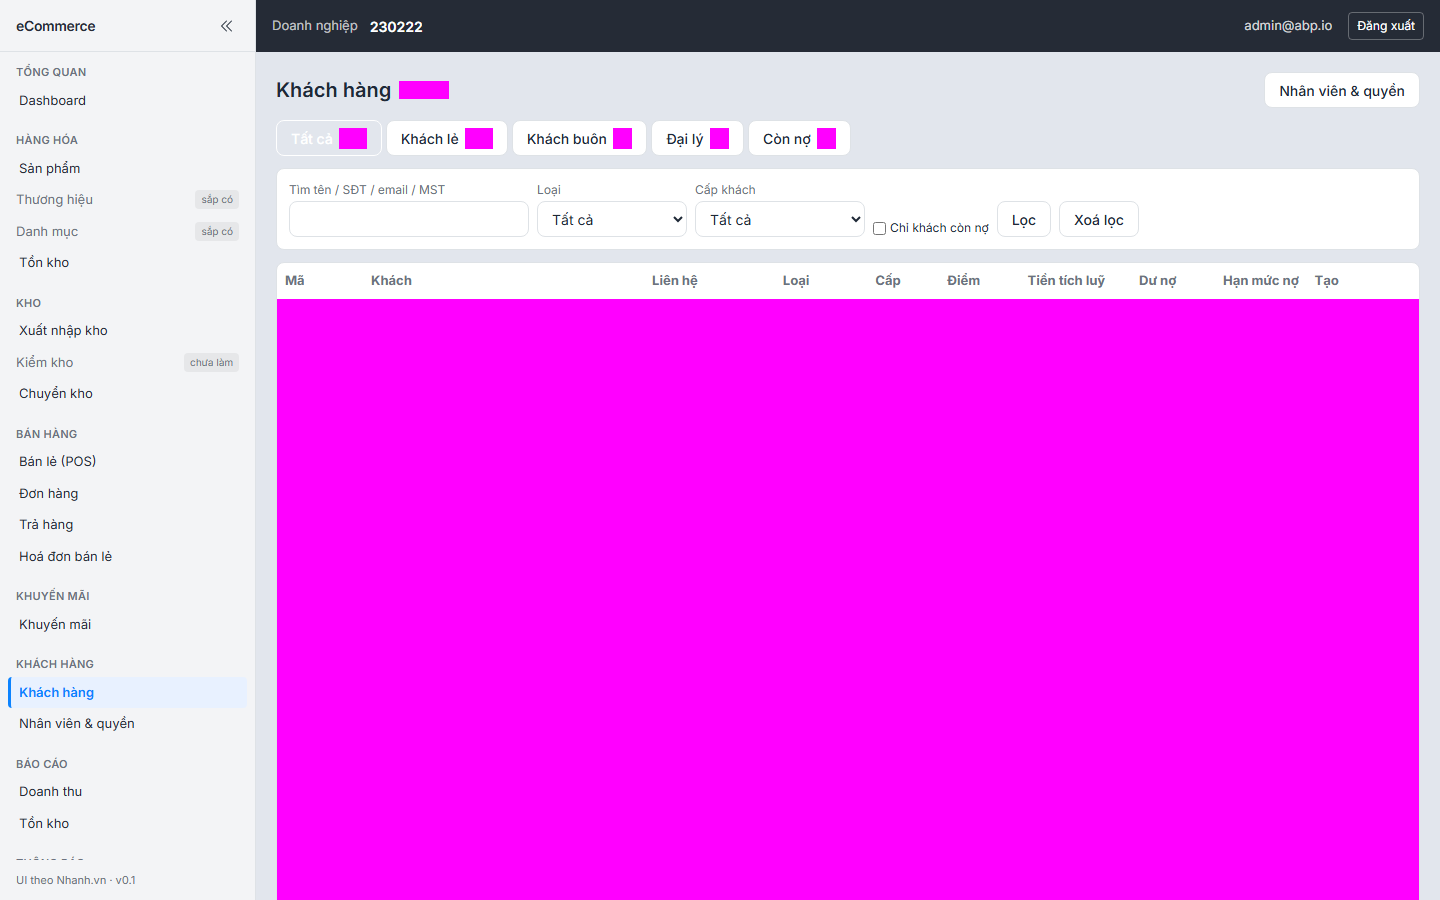 eCommerce
Doanh nghiệp 230222
admin@abp.io
Đăng xuất
TỔNG QUAN
Dashboard
HÀNG HÓA
Sản phẩm
Thương hiệu sắp có
Danh mục sắp có
Tồn kho
KHO
Xuất nhập kho
Kiểm kho chưa làm
Chuyển kho
BÁN HÀNG
Bán lẻ (POS)
Đơn hàng
Trả hàng
Hoá đơn bán lẻ
KHUYẾN MÃI
Khuyến mãi
KHÁCH HÀNG
Khách hàng
Nhân viên & quyền
BÁO CÁO
Doanh thu
Tồn kho
UI theo Nhanh.vn · v0.1
Khách hàng
Nhân viên & quyền
Tất cả Khách lẻ Khách buôn Đại lý Còn nợ
Tìm tên / SĐT / email / MST Loại Cấp khách
Tất cả Tất cả Chỉ khách còn nợ Lọc Xoá lọc
Mã Khách Liên hệ Loại Cấp Điểm Tiền tích luỹ Dư nợ Hạn mức nợ Tạo